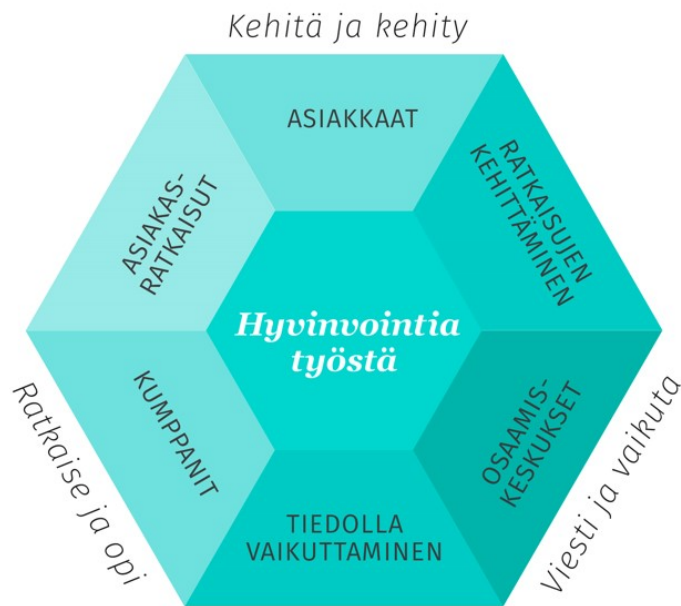 Kehitä ja kehity
ASIAKKAAT
RATKAISUJEN
KEHITTÄMINEN
ASIAKAS-
RATKAISUT
Hyvinvointia
työstä
KUMPPANIT
OSAAMIS-
KESKUKSET
TIEDOLLA
VAIKUTTAMINEN
Ratkaise ja opi
Viesti ja vaikuta